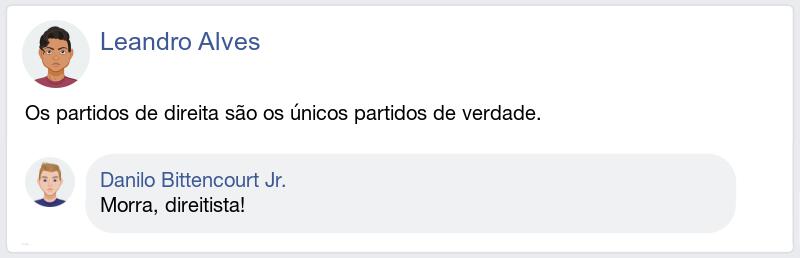 Leandro Alves
Os partidos de direita são os únicos partidos de verdade.
Danilo Bittencourt Jr.
Morra, direitista!